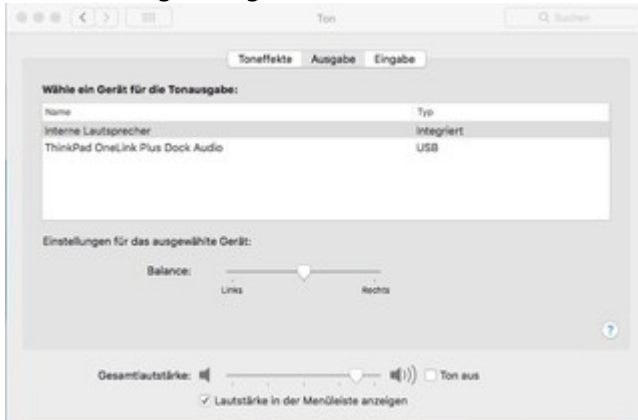 Ton
Suchen
Toneffekte Ausgabe Eingabe
Wähle ein Gerät für die Tonausgabe:
Name Typ
Interne Lautsprecher Integriert
ThinkPad OneLink Plus Dock Audio USB
Einstellungen für das ausgewählte Gerät:
Balance:
Links Rechts
?
Gesamtlautstärke: Ton aus
Lautstärke in der Menüleiste anzeigen